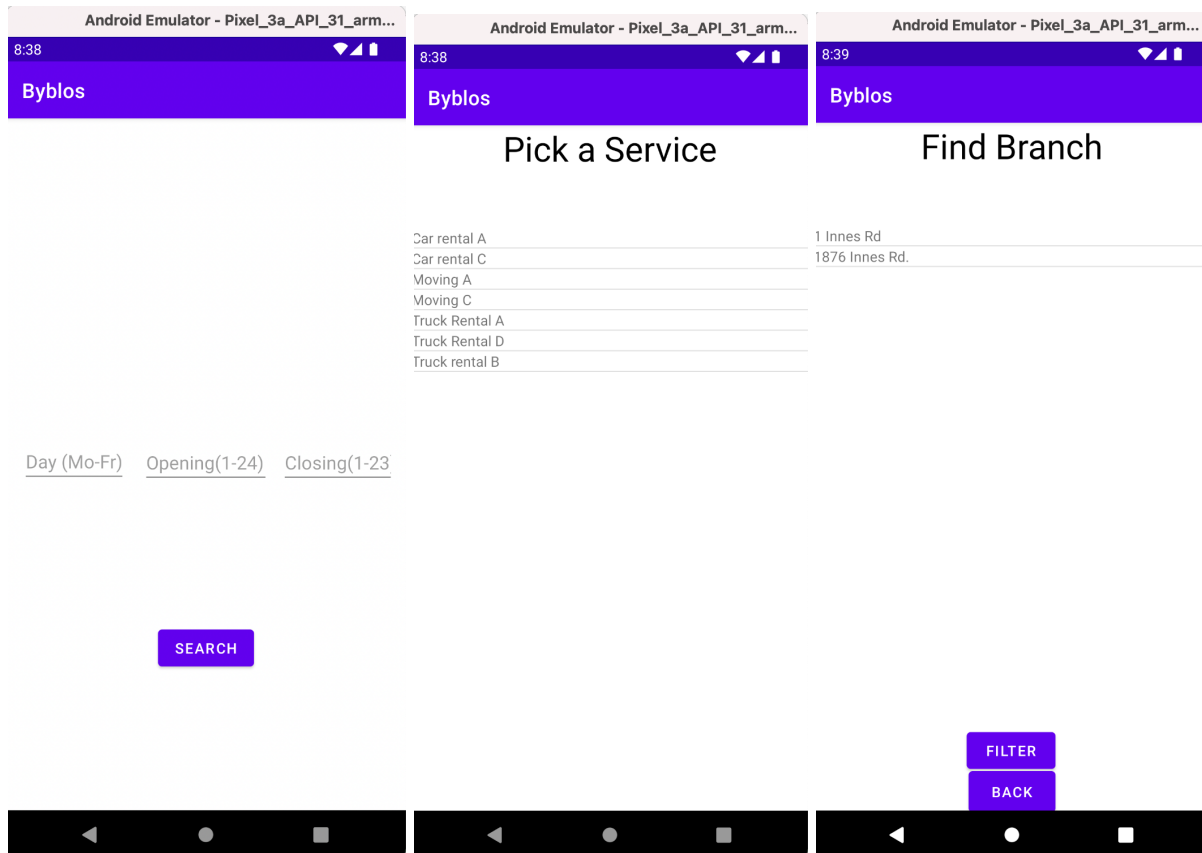 Android Emulator - Pixel_3a_API_31_arm...
8:38
Byblos
Day (Mo-Fr) Opening(1-24) Closing(1-23
SEARCH
Android Emulator - Pixel_3a_API_31_arm...
8:38
Byblos
Pick a Service
Car rental A
Car rental C
Moving A
Moving C
Truck Rental A
Truck Rental D
Truck rental B
Android Emulator - Pixel_3a_API_31_arm...
8:39
Byblos
Find Branch
1 Innes Rd
1876 Innes Rd.
FILTER
BACK